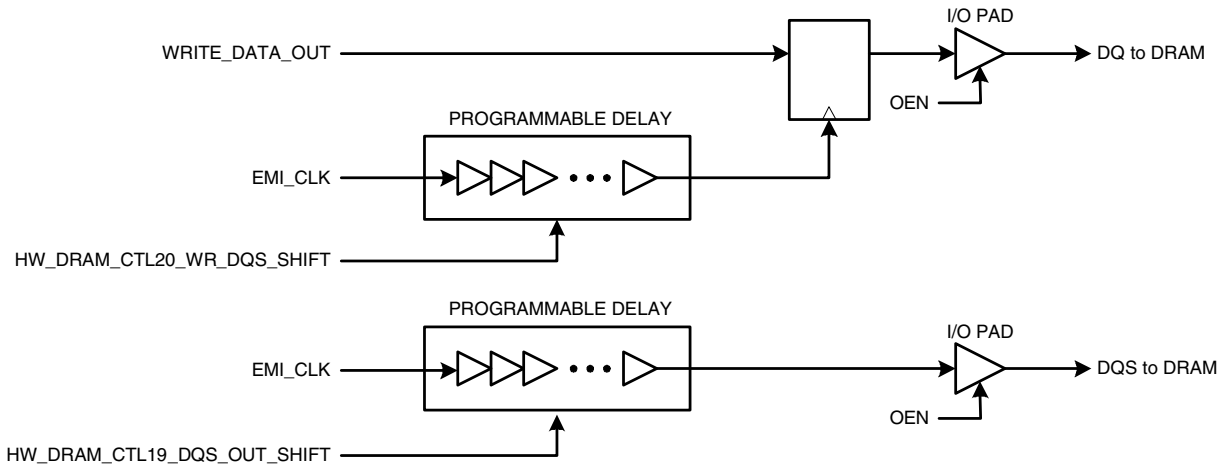 I/O PAD
WRITE_DATA_OUT
DQ to DRAM
OEN
PROGRAMMABLE DELAY
EMI_CLK
HW_DRAM_CTL20_WR_DQS_SHIFT
PROGRAMMABLE DELAY
I/O PAD
EMI_CLK
DQS to DRAM
OEN
HW_DRAM_CTL19_DQS_OUT_SHIFT